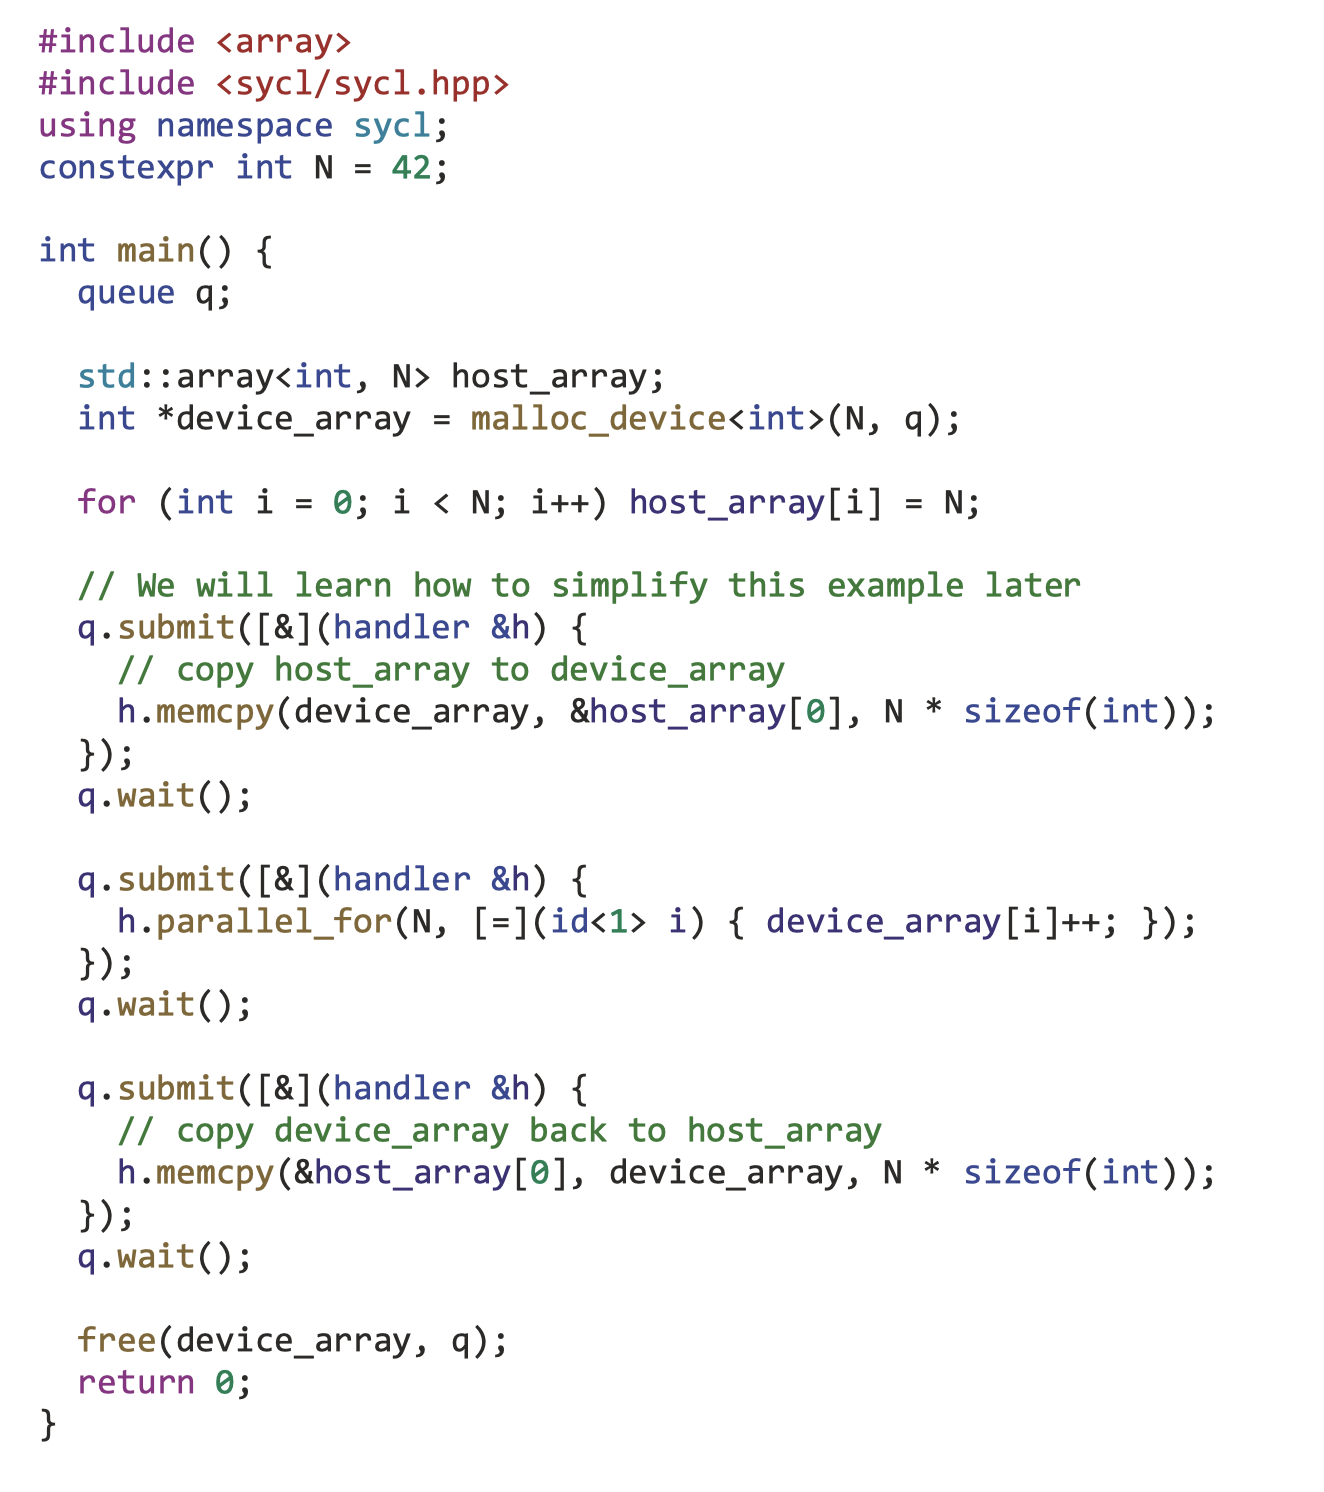 #include <array>
#include <sycl/sycl.hpp>
using namespace sycl;
constexpr int N = 42;

int main() {
  queue q;

  std::array<int, N> host_array;
  int *device_array = malloc_device<int>(N, q);

  for (int i = 0; i < N; i++) host_array[i] = N;

  // We will learn how to simplify this example later
  q.submit([&](handler &h) {
    // copy host_array to device_array
    h.memcpy(device_array, &host_array[0], N * sizeof(int));
  });
  q.wait();

  q.submit([&](handler &h) {
    h.parallel_for(N, [=](id<1> i) { device_array[i]++; });
  });
  q.wait();

  q.submit([&](handler &h) {
    // copy device_array back to host_array
    h.memcpy(&host_array[0], device_array, N * sizeof(int));
  });
  q.wait();

  free(device_array, q);
  return 0;
}